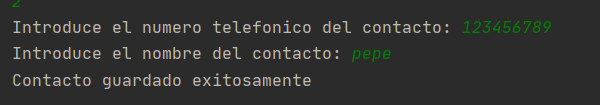 2
Introduce el numero telefonico del contacto: 123456789
Introduce el nombre del contacto: pepe
Contacto guardado exitosamente